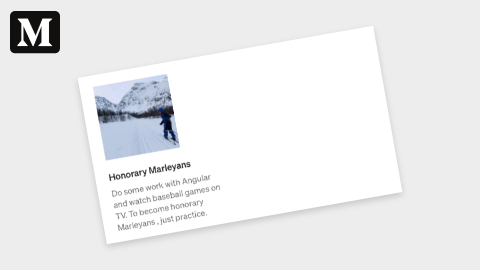 M
Honorary Marleyans
Do some work with Angular
and watch baseball games on
TV. To become honorary
Marleyans , just practice.